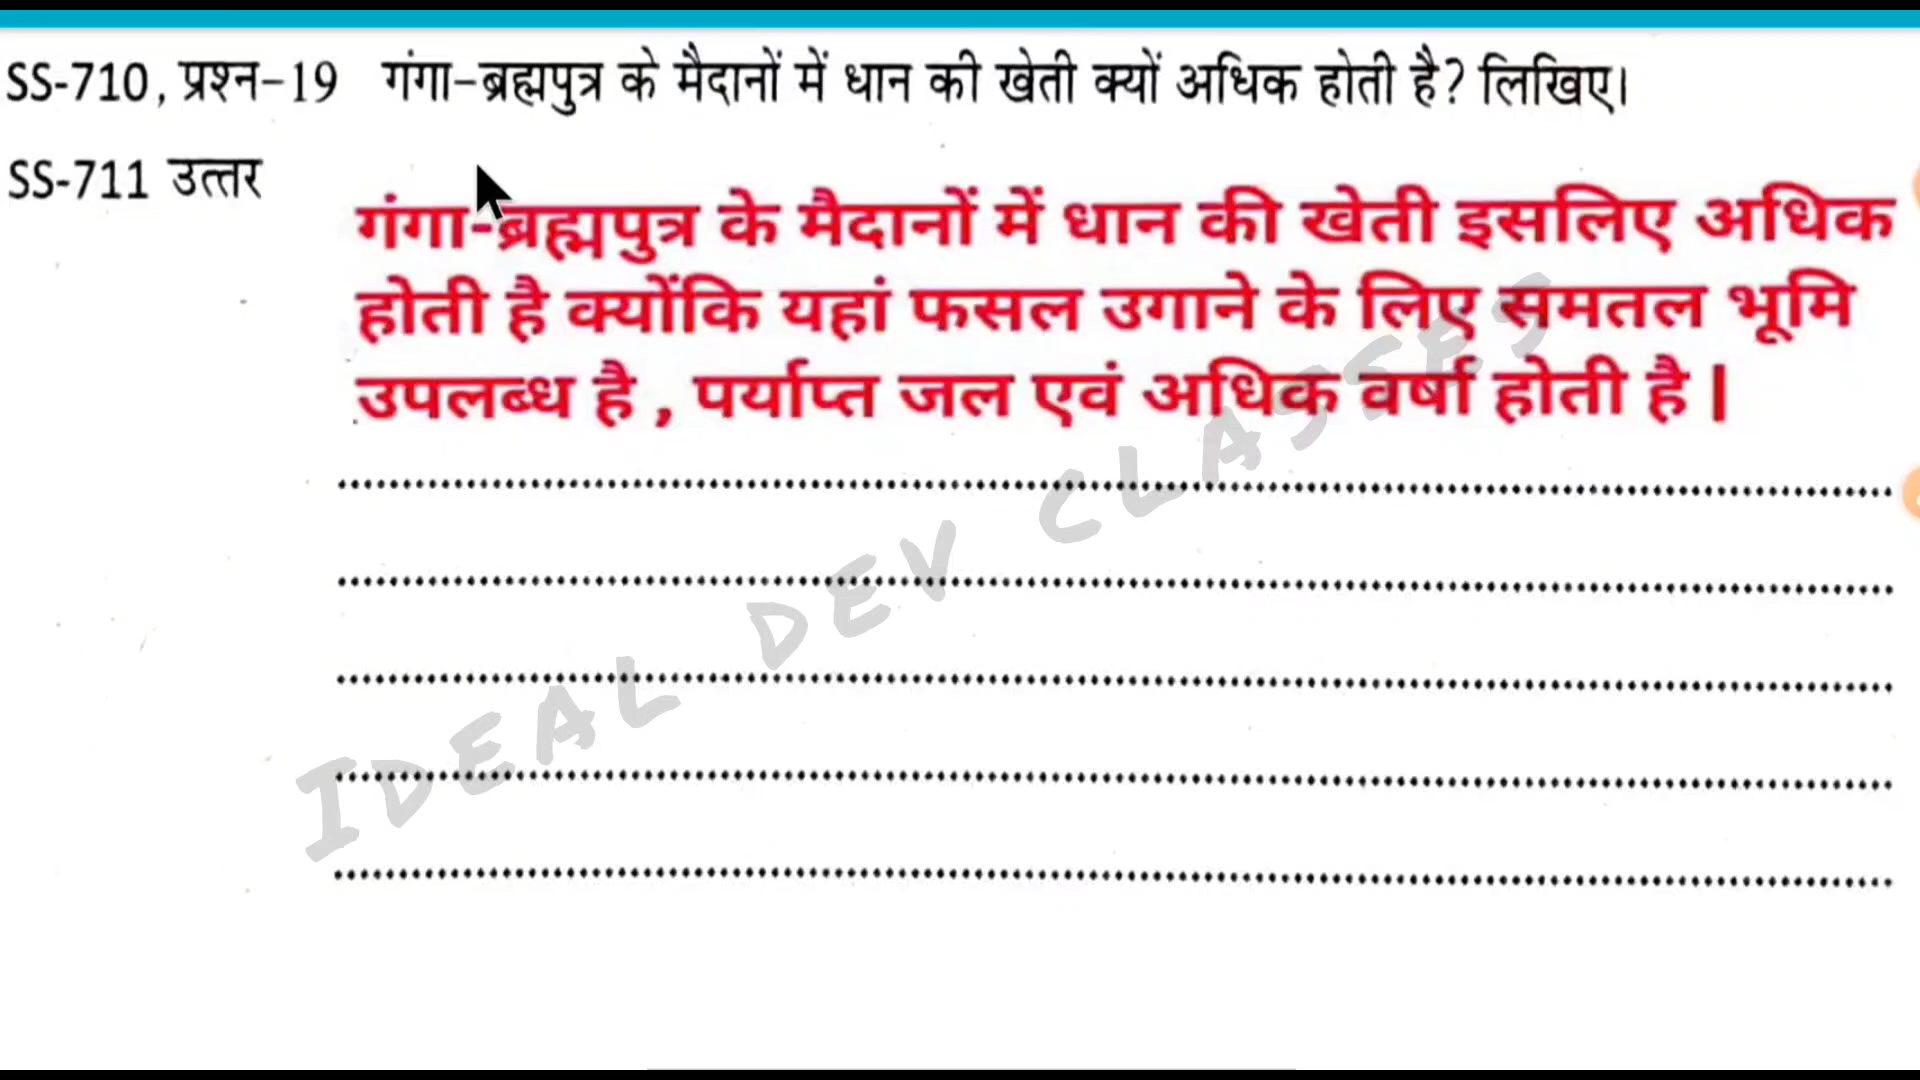 SS-710, प्रश्न-19 गंगा-ब्रह्मपुत्र के मैदानों में धान की खेती क्यों अधिक होती है? लिखिए।
SS-711 उत्तर
गंगा-ब्रह्मपुत्र के मैदानों में धान की खेती इसलिए अधिक
होती है क्योंकि यहां फसल उगाने के लिए समतल भूमि
उपलब्ध है , पर्याप्त जल एवं अधिक वर्षा होती है |
IDEAL DEV CLASSES